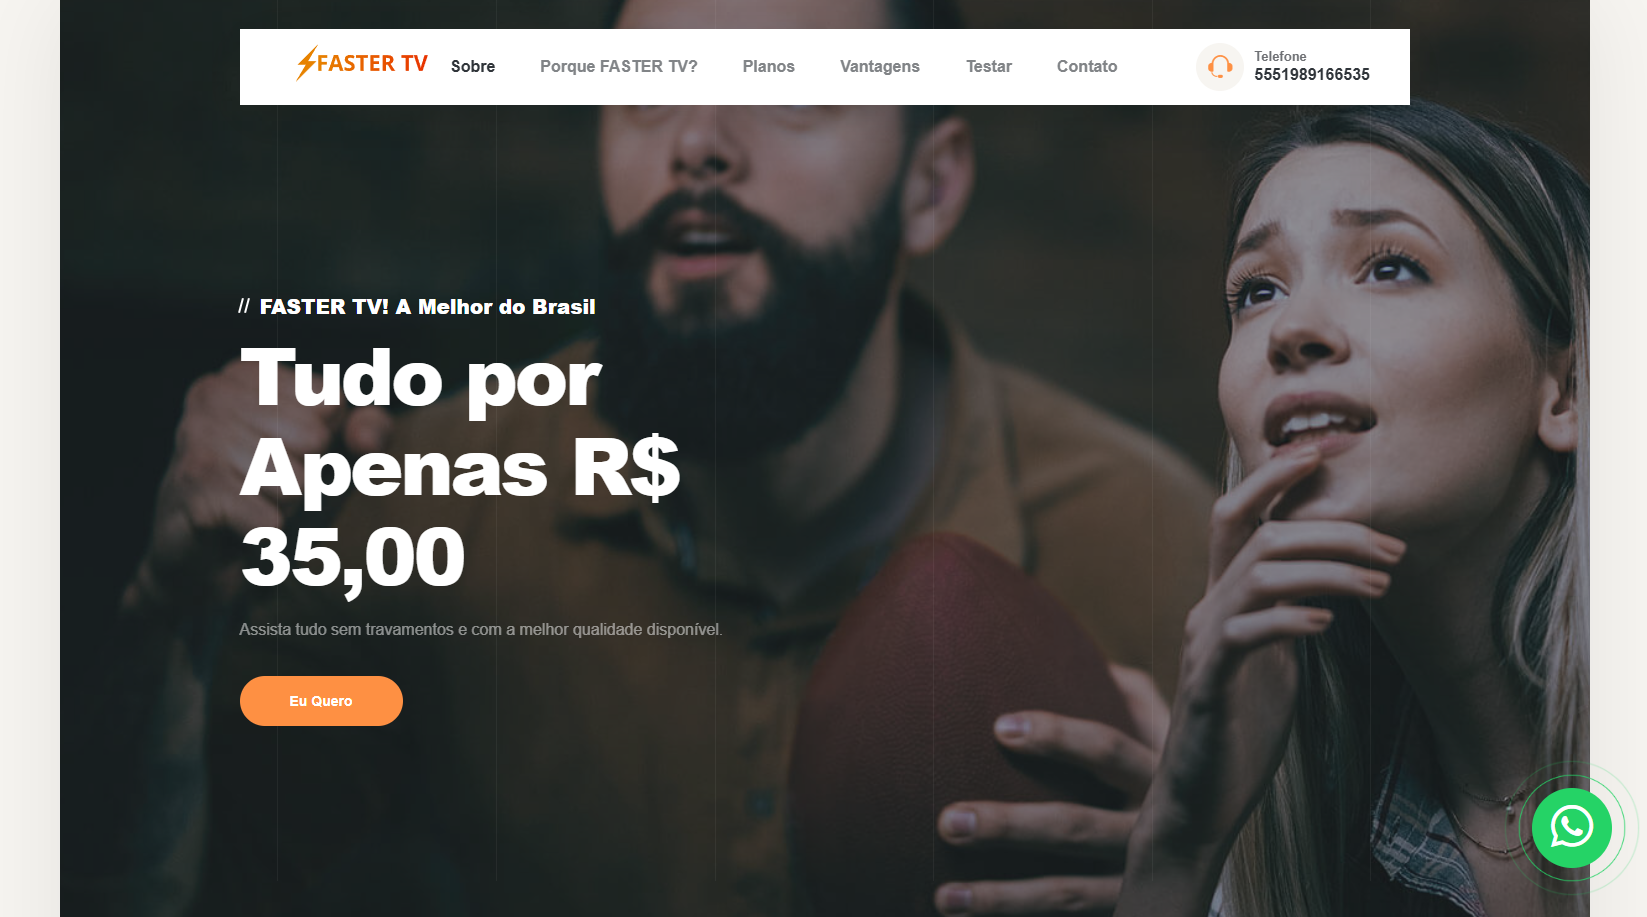 FASTER TV
Sobre
Porque FASTER TV?
Planos
Vantagens
Testar
Contato
Telefone
5551989166535
// FASTER TV! A Melhor do Brasil
Tudo por
Apenas R$
35,00
Assista tudo sem travamentos e com a melhor qualidade disponível.
Eu Quero